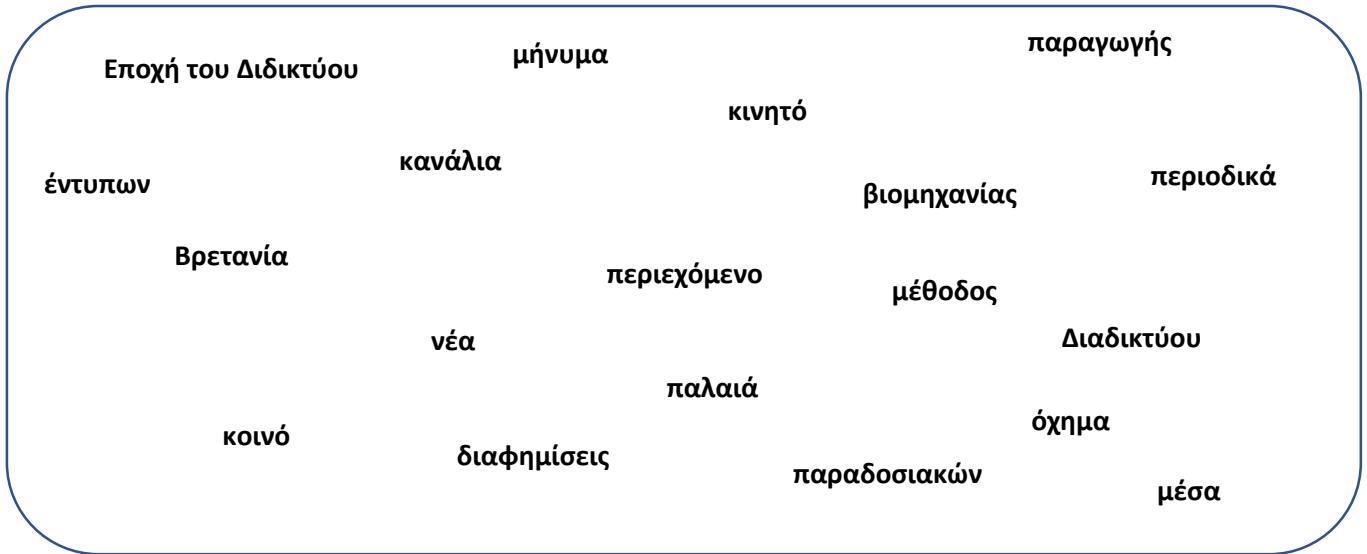 Εποχή του Διδικτύου
μήνυμα
παραγωγής
κινητό
κανάλια
έντυπων
βιομηχανίας
περιοδικά
Βρετανία
περιεχόμενο
μέθοδος
νέα
Διαδικτύου
παλαιά
κοινό
όχημα
διαφημίσεις
παραδοσιακών
μέσα